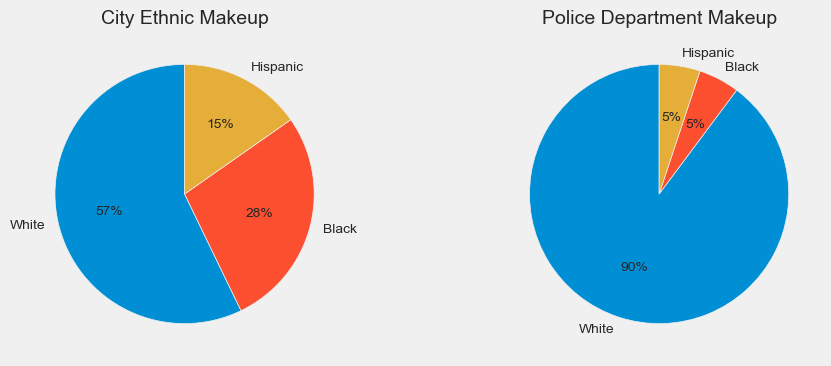 City Ethnic Makeup
Hispanic
15%
57%
28%
White
Black
Police Department Makeup
Hispanic
Black
5%
5%
90%
White